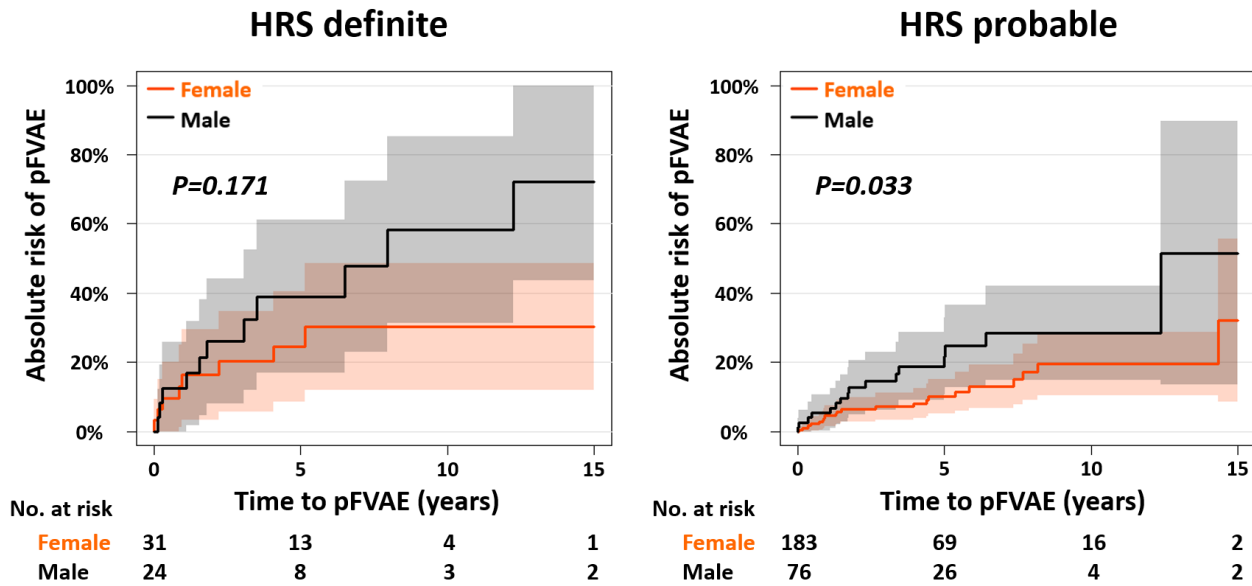 HRS definite
100%
80%
60%
40%
20%
0%
Absolute risk of pFVAE
Female
Male
P=0.171
0 5 10 15
Time to pFVAE (years)
No. at risk
Female 31 13 4 1
Male 24 8 3 2
HRS probable
100%
80%
60%
40%
20%
0%
Absolute risk of pFVAE
Female
Male
P=0.033
0 5 10 15
Time to pFVAE (years)
No. at risk
Female 183 69 16 2
Male 76 26 4 2